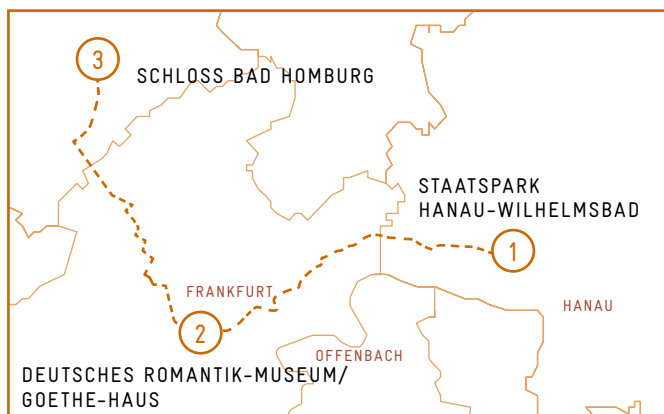 3
SCHLOSS BAD HOMBURG
STAATSPARK
HANAU-WILHELMSBAD
1
FRANKFURT
HANAU
2
OFFENBACH
DEUTSCHES ROMANTIK-MUSEUM/
GOETHE-HAUS